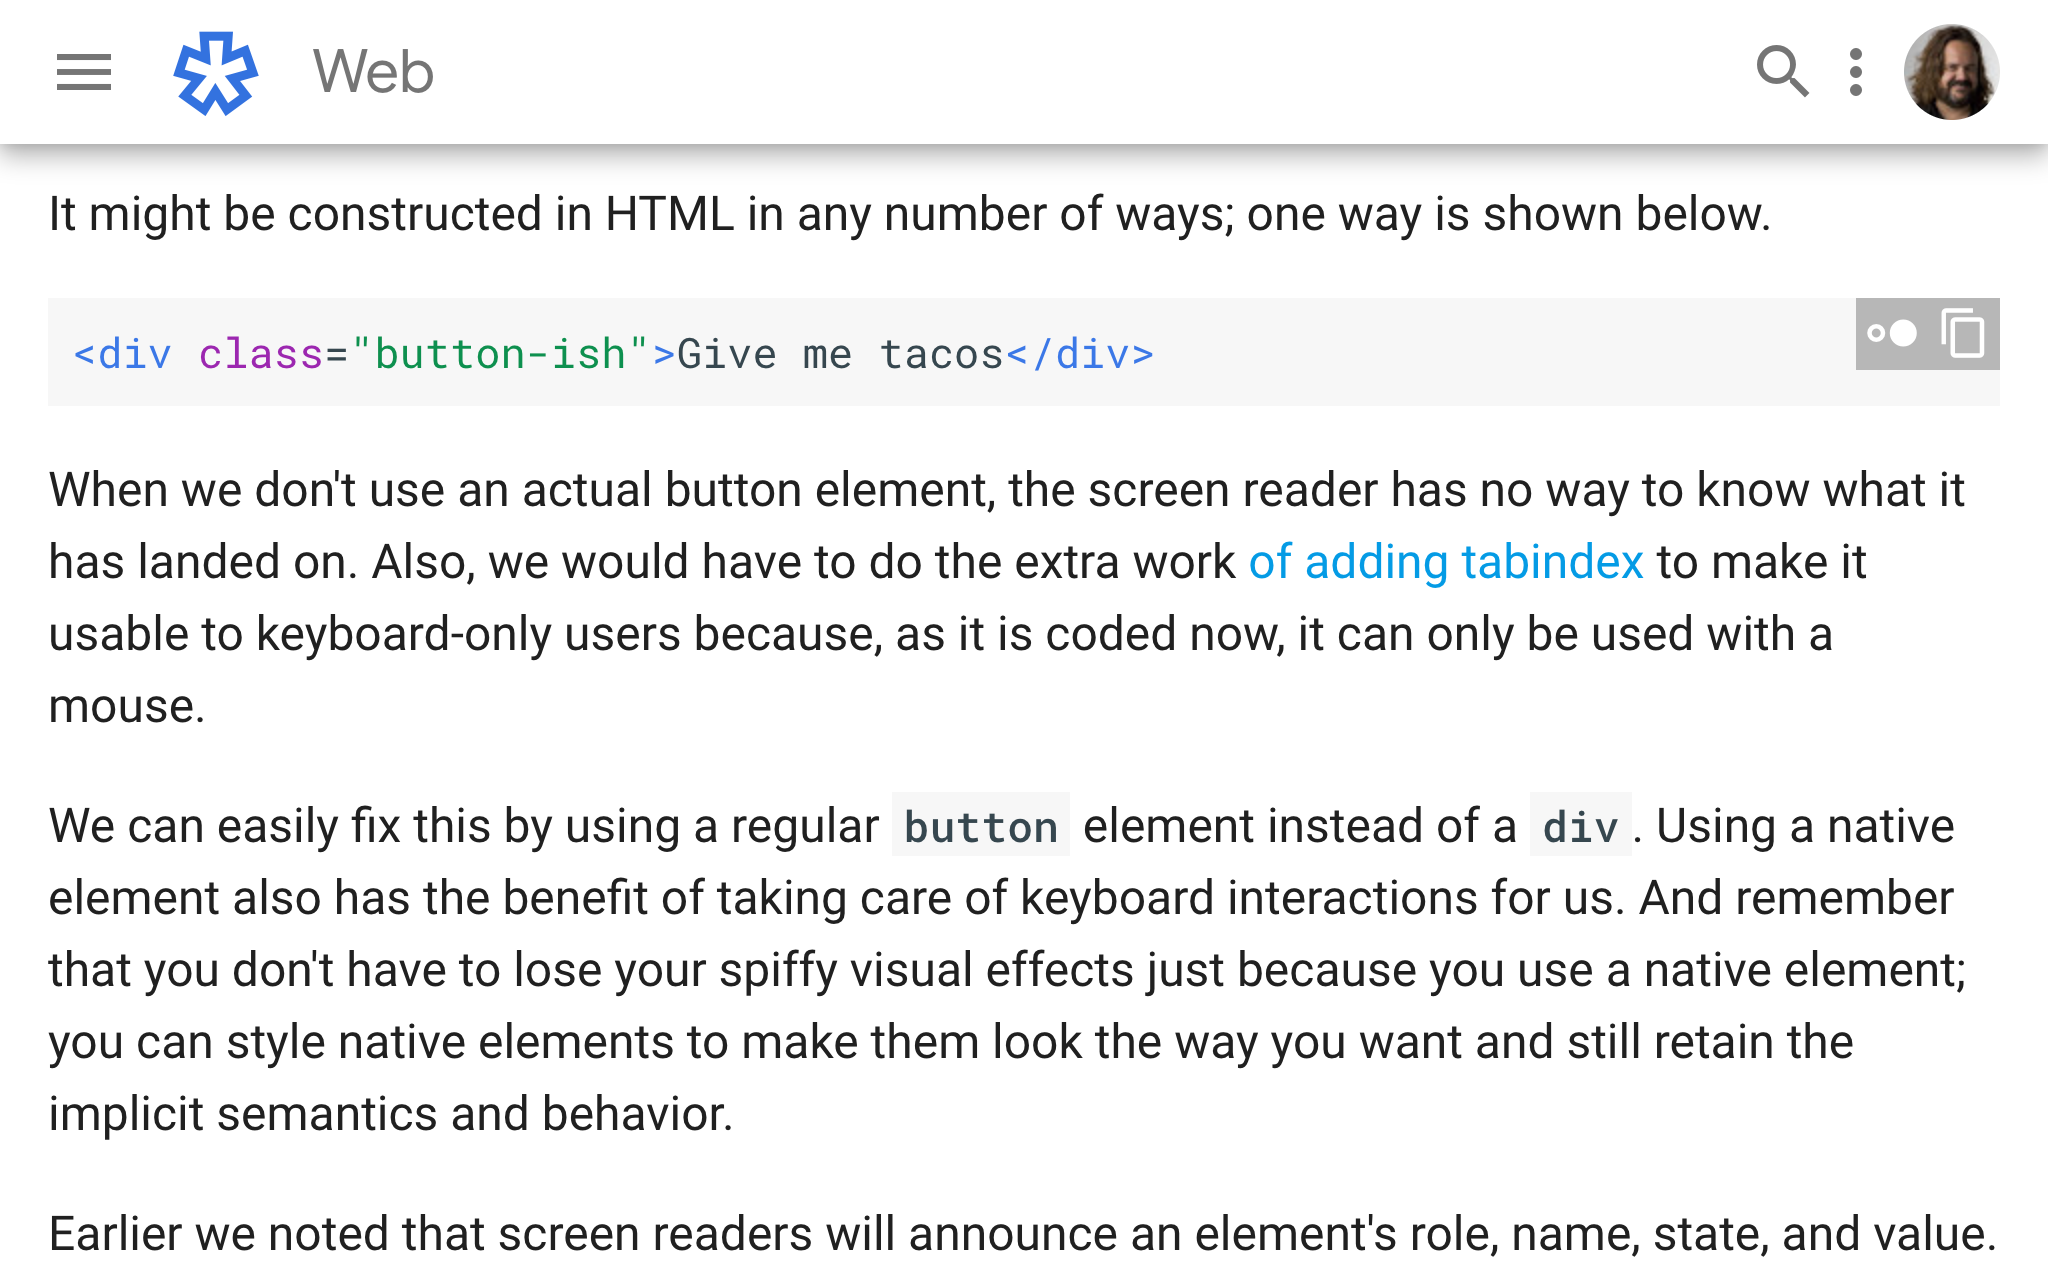 Web
It might be constructed in HTML in any number of ways; one way is shown below.
<div class="button-ish">Give me tacos</div>
When we don't use an actual button element, the screen reader has no way to know what it
has landed on. Also, we would have to do the extra work of adding tabindex to make it
usable to keyboard-only users because, as it is coded now, it can only be used with a
mouse.
We can easily fix this by using a regular button element instead of a div. Using a native
element also has the benefit of taking care of keyboard interactions for us. And remember
that you don't have to lose your spiffy visual effects just because you use a native element;
you can style native elements to make them look the way you want and still retain the
implicit semantics and behavior.
Earlier we noted that screen readers will announce an element's role, name, state, and value.